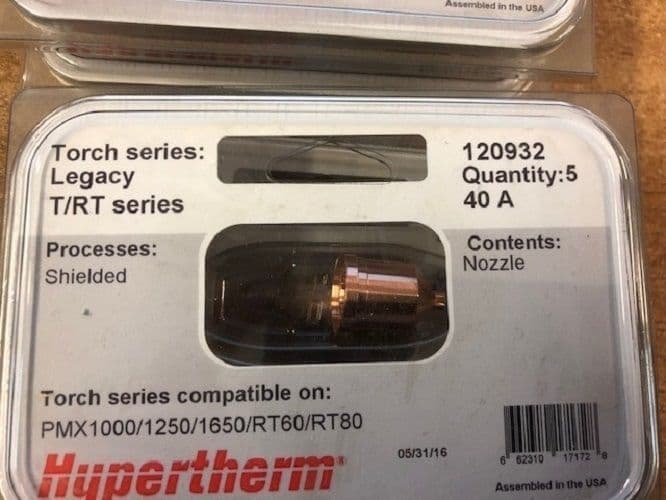 Assembled in the USA
Torch series:
Legacy
T/RT series
120932
Quantity:5
40 A
Processes:
Shielded
Contents:
Nozzle
Torch series compatible on:
PMX1000/1250/1650/RT60/RT80
Hypertherm®
05/31/16
6 62310 17172 8
Assembled in the USA